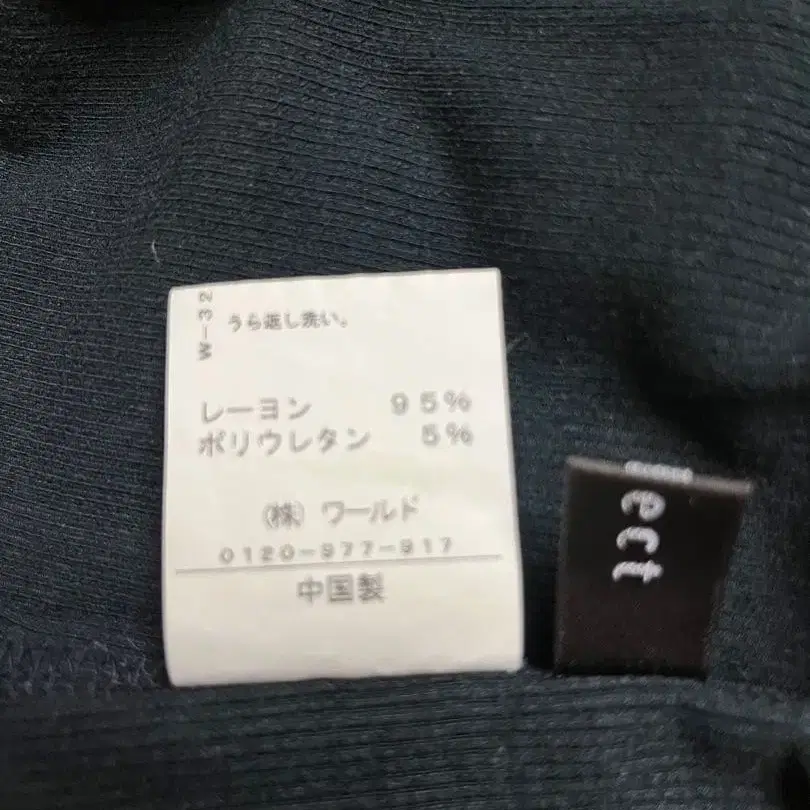 W-32
うら返し洗い。
レーヨン 95%
ポリウレタン 5%
(株) ワールド
0120-977-917
中国製
ect